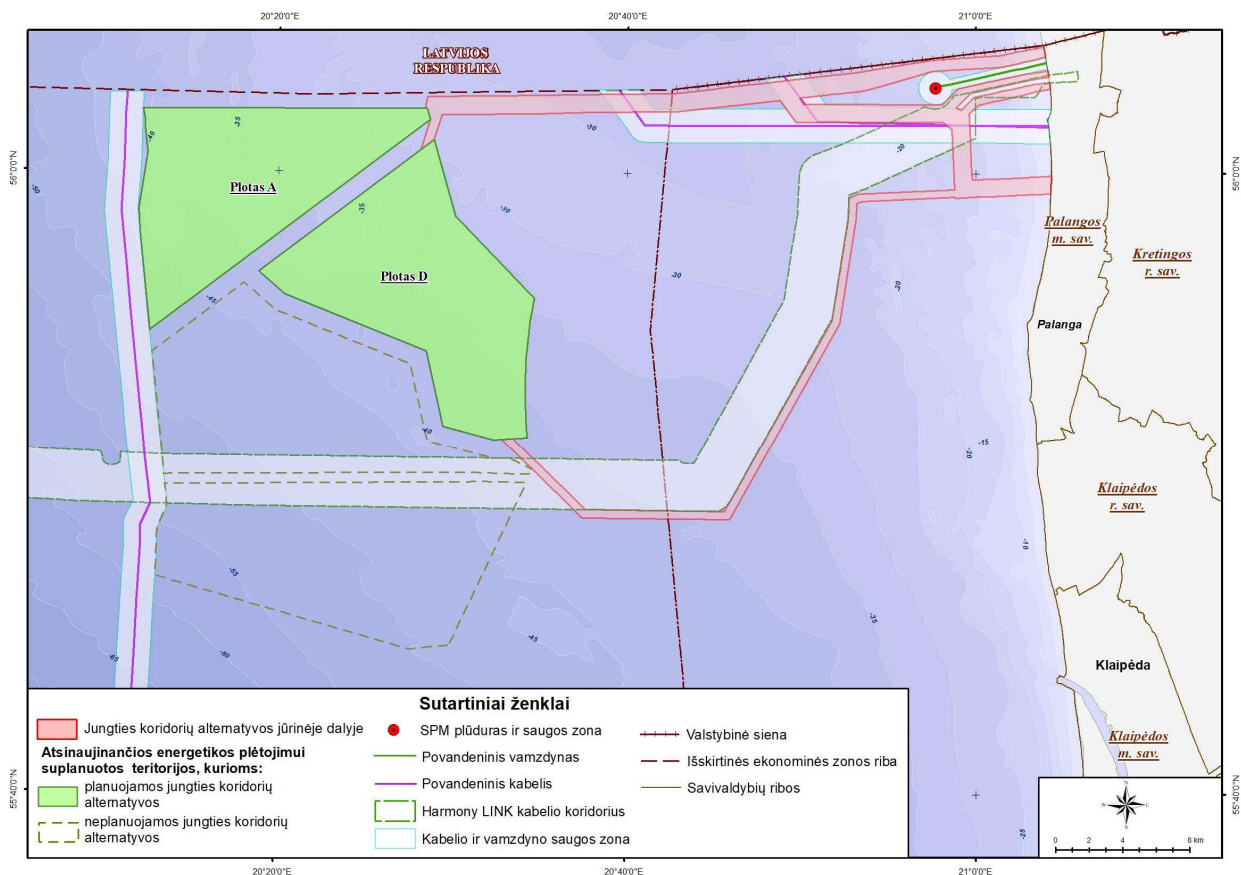 20°20'0"E
20°40'0"E
21°0'0"E
LATVIJOS
RESPUBLIKA
-40
-35
-30
-20
56°0'0"N
56°0'0"N
-50
Plotas A
-35
-30
Palangos
m. sav.
Kretingos
r. sav.
Plotas D
-45
-30
-20
Palanga
-40
-15
-20
Klaipėdos
r. sav.
-10
-55
-35
-45
-65
-60
Klaipėda
Klaipėdos
m. sav.
55°40'0"N
55°40'0"N
-25
Sutartiniai ženklai
Jungties koridorių alternatyvos jūrinėje dalyje
Atsinaujinančios energetikos plėtojimui
suplanuotos teritorijos, kurioms:
planuojamos jungties koridorių
alternatyvos
neplanuojamos jungties koridorių
alternatyvos
SPM plūduras ir saugos zona
Povandeninis vamzdynas
Povandeninis kabelis
Harmony LINK kabelio koridorius
Kabelio ir vamzdyno saugos zona
Valstybinė siena
Išskirtinės ekonominės zonos riba
Savivaldybių ribos
N
W
E
S
0 2 4 8 km
20°20'0"E
20°40'0"E
21°0'0"E